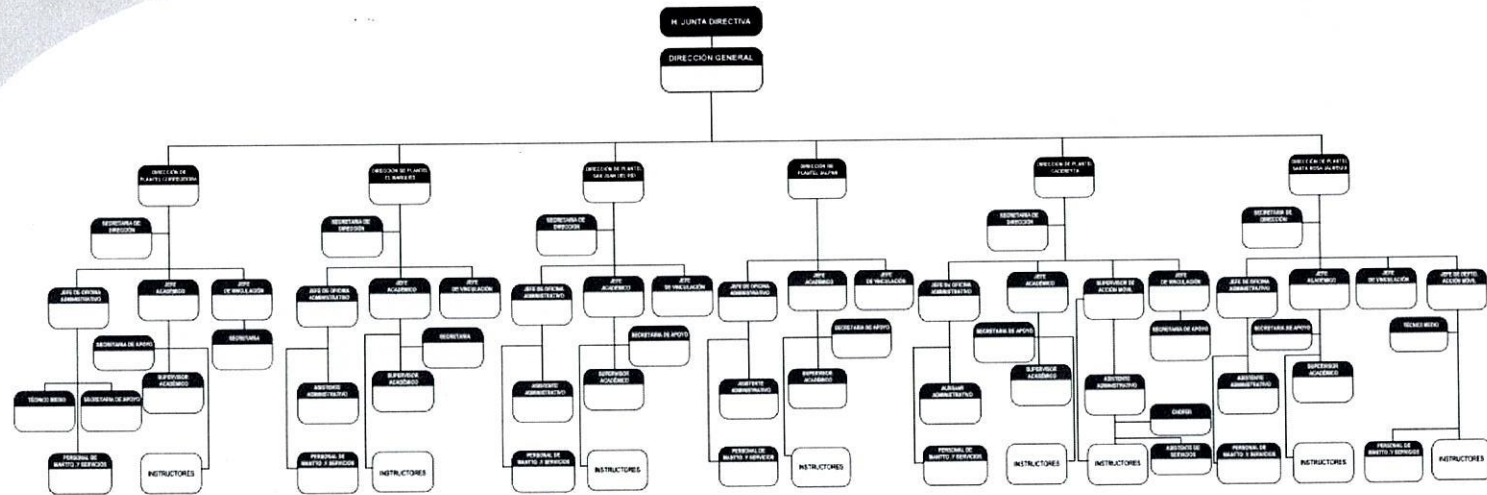 H. JUNTA DIRECTIVA
DIRECCIÓN GENERAL
DIRECCIÓN DE
PLANTEL CORREGIDORA
DIRECCIÓN DE PLANTEL
EL MARQUES
DIRECCIÓN DE PLANTEL
SAN JUAN DEL RIO
DIRECCIÓN DE
PLANTEL JALPAN
DIRECCIÓN DE PLANTEL
CADEREYTA
DIRECCIÓN DE PLANTEL
SANTA ROSA JAUREGUI
SECRETARIA DE
DIRECCIÓN
SECRETARIA DE
DIRECCIÓN
SECRETARIA DE
DIRECCIÓN
SECRETARIA DE
DIRECCIÓN
SECRETARIA DE
DIRECCIÓN
JEFE DE OFICINA
ADMINISTRATIVO
JEFE
ACADÉMICO
JEFE
DE VINCULACIÓN
JEFE DE OFICINA
ADMINISTRATIVO
JEFE
ACADÉMICO
JEFE
DE VINCULACIÓN
JEFE DE OFICINA
ADMINISTRATIVO
JEFE
ACADÉMICO
JEFE
DE VINCULACIÓN
JEFE DE OFICINA
ADMINISTRATIVO
JEFE
ACADÉMICO
JEFE
DE VINCULACIÓN
JEFE DE OFICINA
ADMINISTRATIVO
JEFE
ACADÉMICO
SUPERVISOR DE
ACCIÓN MÓVIL
JEFE
DE VINCULACIÓN
JEFE DE OFICINA
ADMINISTRATIVO
JEFE
ACADÉMICO
JEFE
DE VINCULACIÓN
JEFE DE DEPTO.
ACCIÓN MÓVIL
SECRETARIA DE APOYO
SECRETARIA
SECRETARIA
SECRETARIA DE APOYO
SECRETARIA DE APOYO
SECRETARIA DE APOYO
SECRETARIA DE APOYO
SECRETARIA DE APOYO
TÉCNICO MEDIO
SUPERVISOR
ACADÉMICO
SUPERVISOR
ACADÉMICO
SUPERVISOR
ACADÉMICO
SUPERVISOR
ACADÉMICO
SUPERVISOR
ACADÉMICO
SUPERVISOR
ACADÉMICO
TÉCNICO MEDIO
SECRETARIA DE APOYO
ASISTENTE
ADMINISTRATIVO
ASISTENTE
ADMINISTRATIVO
ASISTENTE
ADMINISTRATIVO
AUXILIAR
ADMINISTRATIVO
ASISTENTE
ADMINISTRATIVO
ASISTENTE
ADMINISTRATIVO
CHOFER
PERSONAL DE
MANTTO. Y SERVICIOS
INSTRUCTORES
PERSONAL DE
MANTTO. Y SERVICIOS
INSTRUCTORES
PERSONAL DE
MANTTO. Y SERVICIOS
INSTRUCTORES
PERSONAL DE
MANTTO. Y SERVICIOS
INSTRUCTORES
PERSONAL DE
MANTTO. Y SERVICIOS
INSTRUCTORES
INSTRUCTORES
ASISTENTE DE
SERVICIOS
PERSONAL DE
MANTTO. Y SERVICIOS
INSTRUCTORES
PERSONAL DE
MANTTO. Y SERVICIOS
INSTRUCTORES